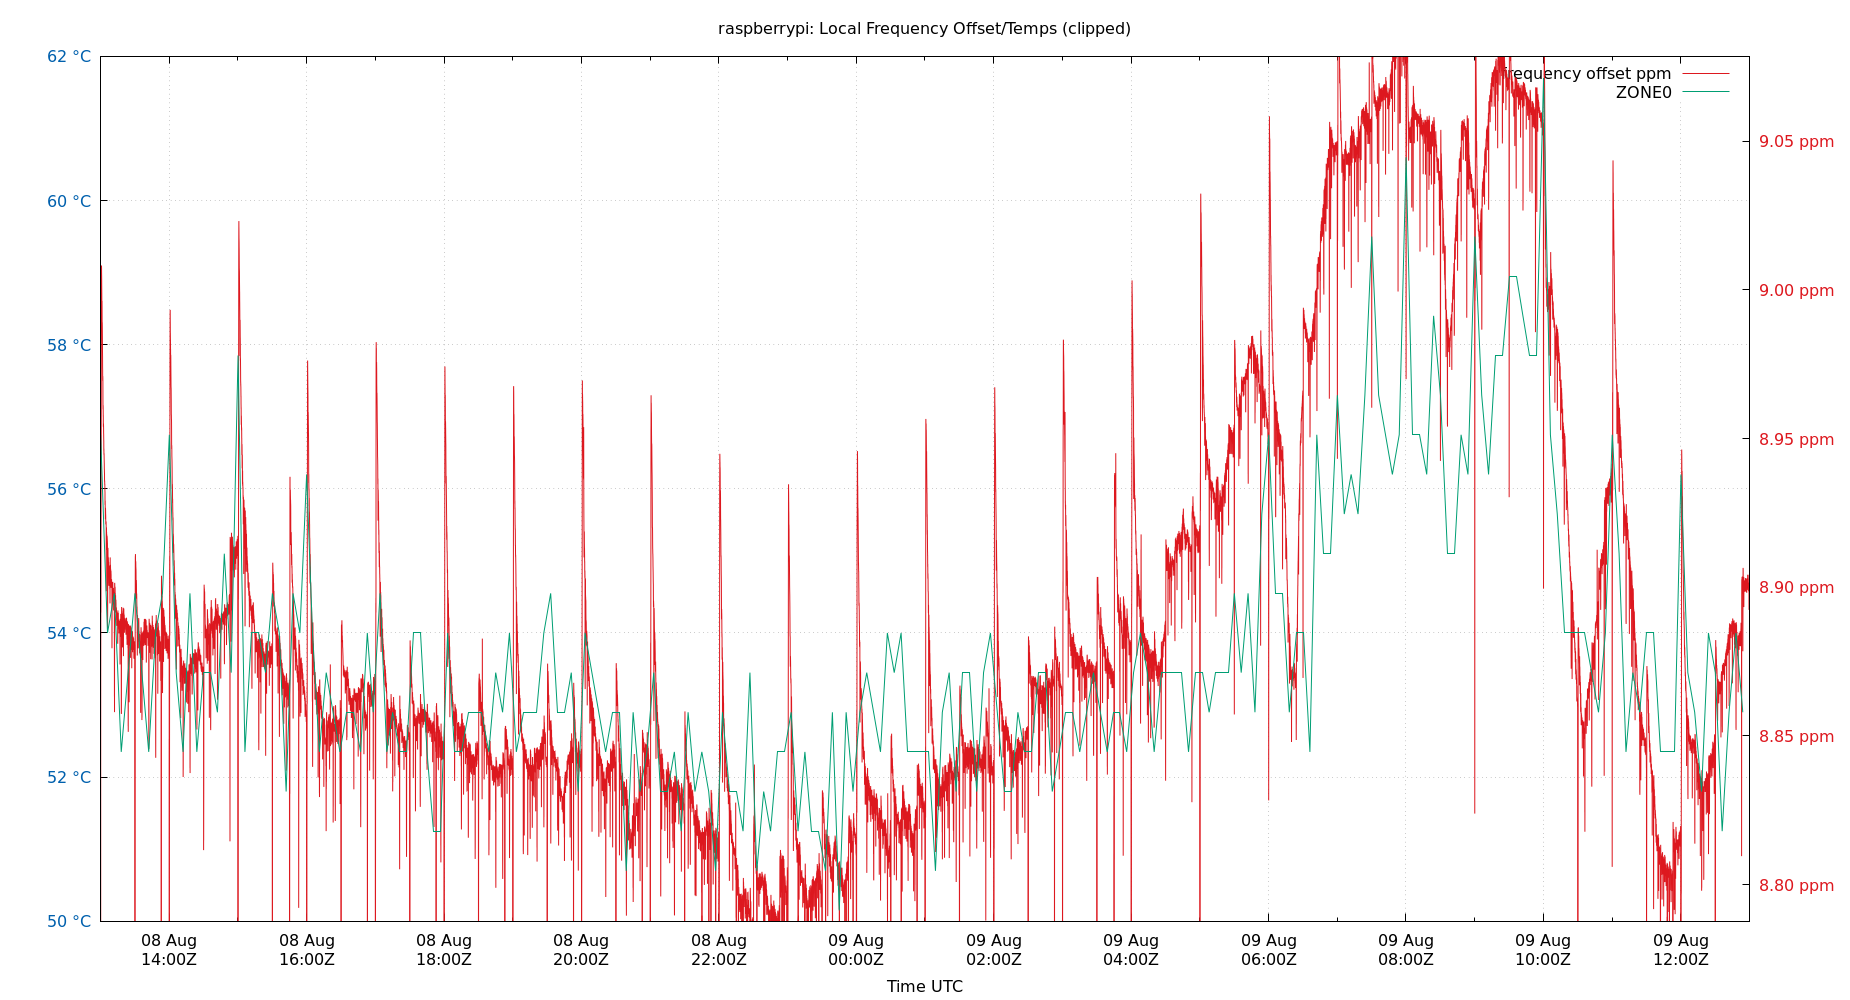 raspberrypi: Local Frequency Offset/Temps (clipped)
62 °C
60 °C
58 °C
56 °C
54 °C
52 °C
50 °C
frequency offset ppm
ZONE0
9.05 ppm
9.00 ppm
8.95 ppm
8.90 ppm
8.85 ppm
8.80 ppm
08 Aug 08 Aug 08 Aug 08 Aug 08 Aug 09 Aug 09 Aug 09 Aug 09 Aug 09 Aug 09 Aug 09 Aug
14:00Z 16:00Z 18:00Z 20:00Z 22:00Z 00:00Z 02:00Z 04:00Z 06:00Z 08:00Z 10:00Z 12:00Z
Time UTC